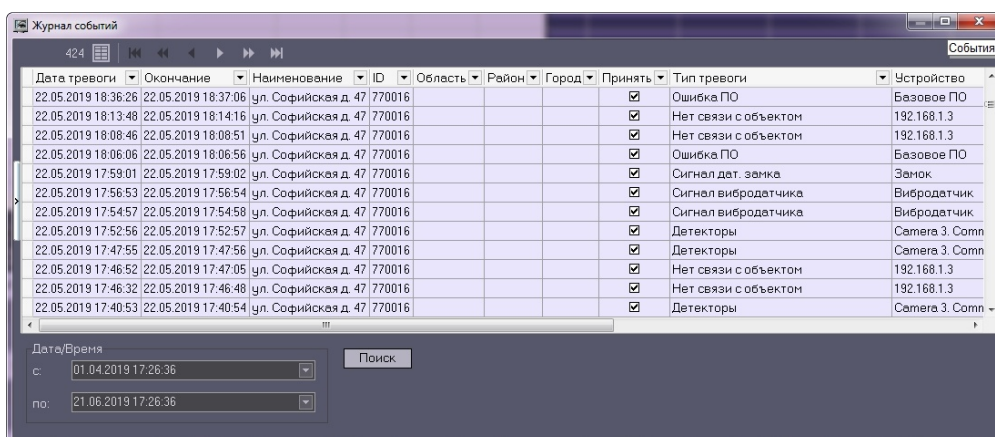 Журнал событий
424
События
Дата тревоги Окончание Наименование ID Область Район Город Принять Тип тревоги Устройство
22.05.2019 18:36:26 22.05.2019 18:37:06 ул. Софийская д. 47 770016 Ошибка ПО Базовое ПО
22.05.2019 18:13:48 22.05.2019 18:14:16 ул. Софийская д. 47 770016 Нет связи с объектом 192.168.1.3
22.05.2019 18:08:46 22.05.2019 18:08:51 ул. Софийская д. 47 770016 Нет связи с объектом 192.168.1.3
22.05.2019 18:06:06 22.05.2019 18:06:56 ул. Софийская д. 47 770016 Ошибка ПО Базовое ПО
22.05.2019 17:59:01 22.05.2019 17:59:02 ул. Софийская д. 47 770016 Сигнал дат. замка Замок
22.05.2019 17:56:53 22.05.2019 17:56:54 ул. Софийская д. 47 770016 Сигнал вибродатчика Вибродатчик
22.05.2019 17:54:57 22.05.2019 17:54:58 ул. Софийская д. 47 770016 Сигнал вибродатчика Вибродатчик
22.05.2019 17:52:56 22.05.2019 17:52:57 ул. Софийская д. 47 770016 Детекторы Camera 3. Comn
22.05.2019 17:47:55 22.05.2019 17:47:56 ул. Софийская д. 47 770016 Детекторы Camera 3. Comn
22.05.2019 17:46:52 22.05.2019 17:47:05 ул. Софийская д. 47 770016 Нет связи с объектом 192.168.1.3
22.05.2019 17:46:32 22.05.2019 17:46:48 ул. Софийская д. 47 770016 Нет связи с объектом 192.168.1.3
22.05.2019 17:40:53 22.05.2019 17:40:54 ул. Софийская д. 47 770016 Детекторы Camera 3. Comn
Дата/Время
Поиск
с: 01.04.2019 17:26:36
по: 21.06.2019 17:26:36